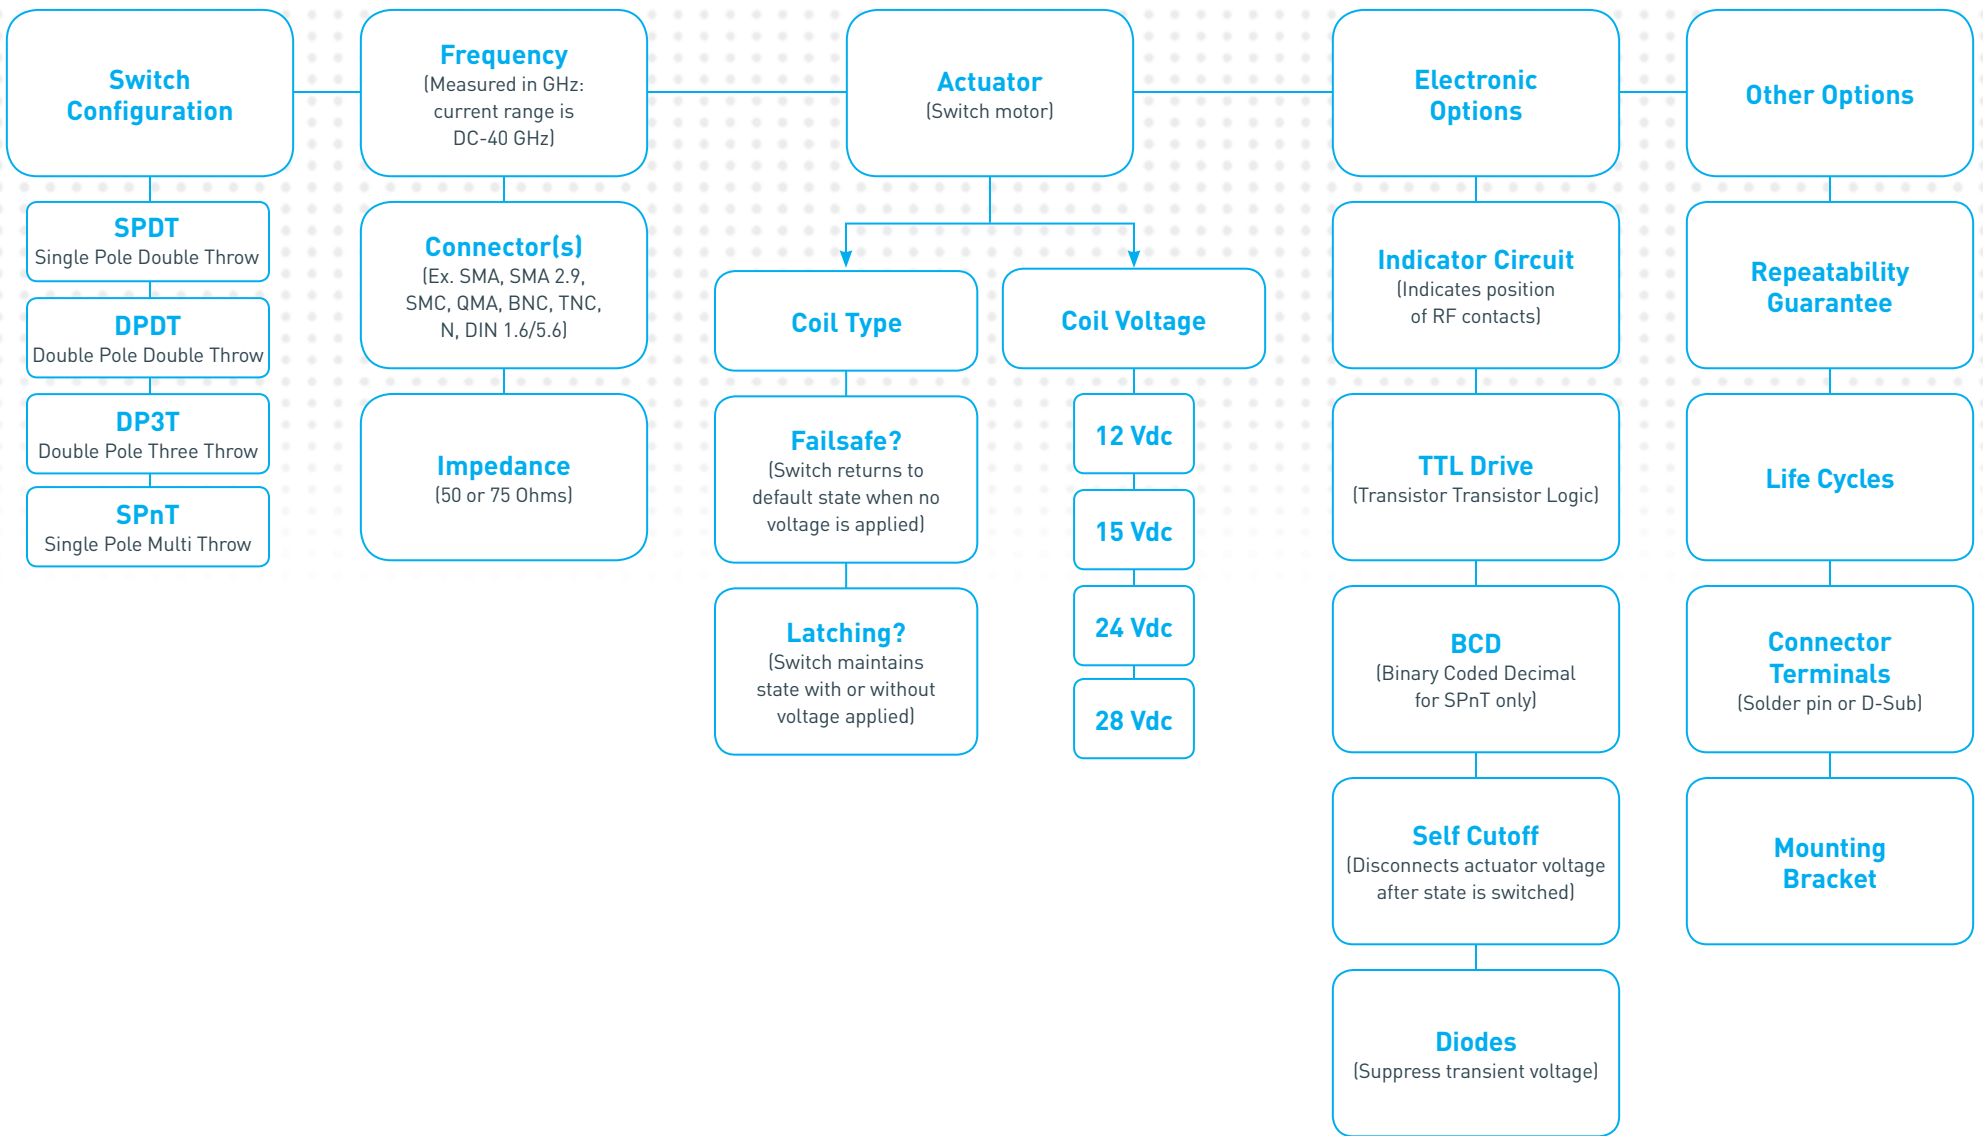 Switch
Configuration
SPDT
Single Pole Double Throw
DPDT
Double Pole Double Throw
DP3T
Double Pole Three Throw
SPnT
Single Pole Multi Throw
Frequency
(Measured in GHz:
current range is
DC-40 GHz)
Connector(s)
(Ex. SMA, SMA 2.9,
SMC, QMA, BNC, TNC,
N, DIN 1.6/5.6)
Impedance
(50 or 75 Ohms)
Actuator
(Switch motor)
Coil Type
Failsafe?
(Switch returns to
default state when no
voltage is applied)
Latching?
(Switch maintains
state with or without
voltage applied)
Coil Voltage
12 Vdc
15 Vdc
24 Vdc
28 Vdc
Electronic
Options
Indicator Circuit
(Indicates position
of RF contacts)
TTL Drive
(Transistor Transistor Logic)
BCD
(Binary Coded Decimal
for SPnT only)
Self Cutoff
(Disconnects actuator voltage
after state is switched)
Diodes
(Suppress transient voltage)
Other Options
Repeatability
Guarantee
Life Cycles
Connector
Terminals
(Solder pin or D-Sub)
Mounting
Bracket